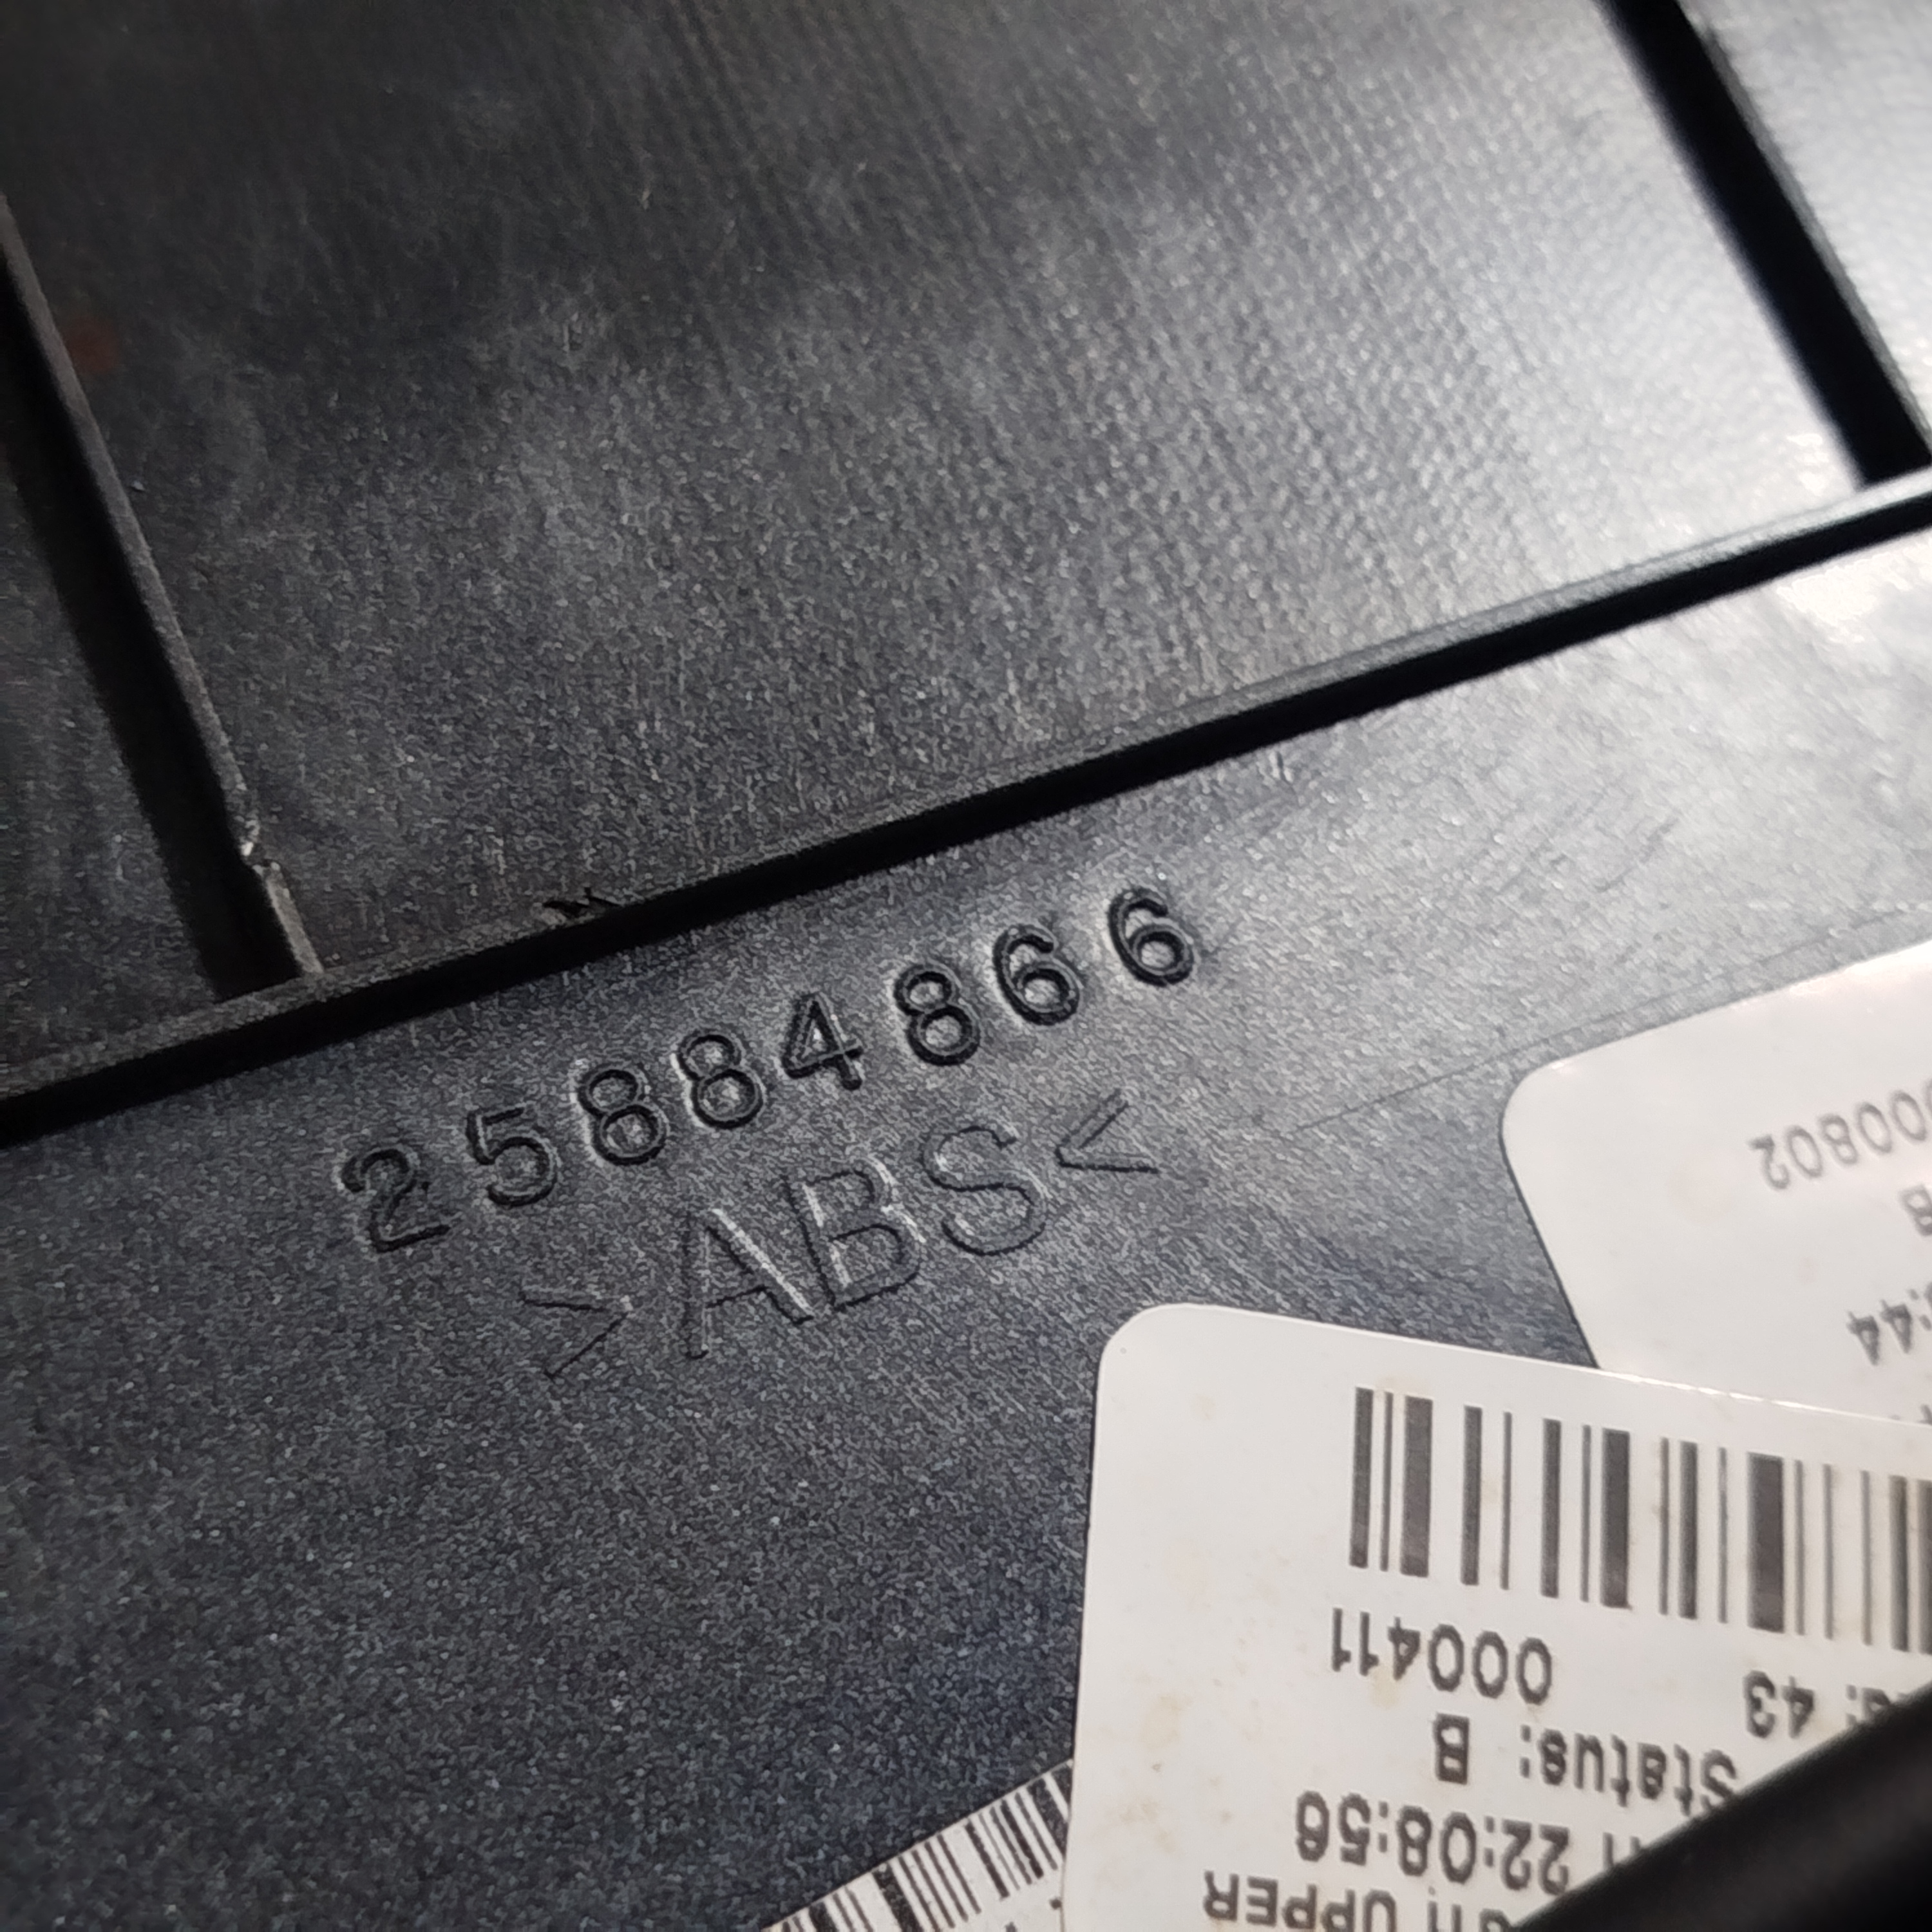 25884866
>ABS<
UPPER
22:08:56
Status: B
: 43
000411
:44
B
00802